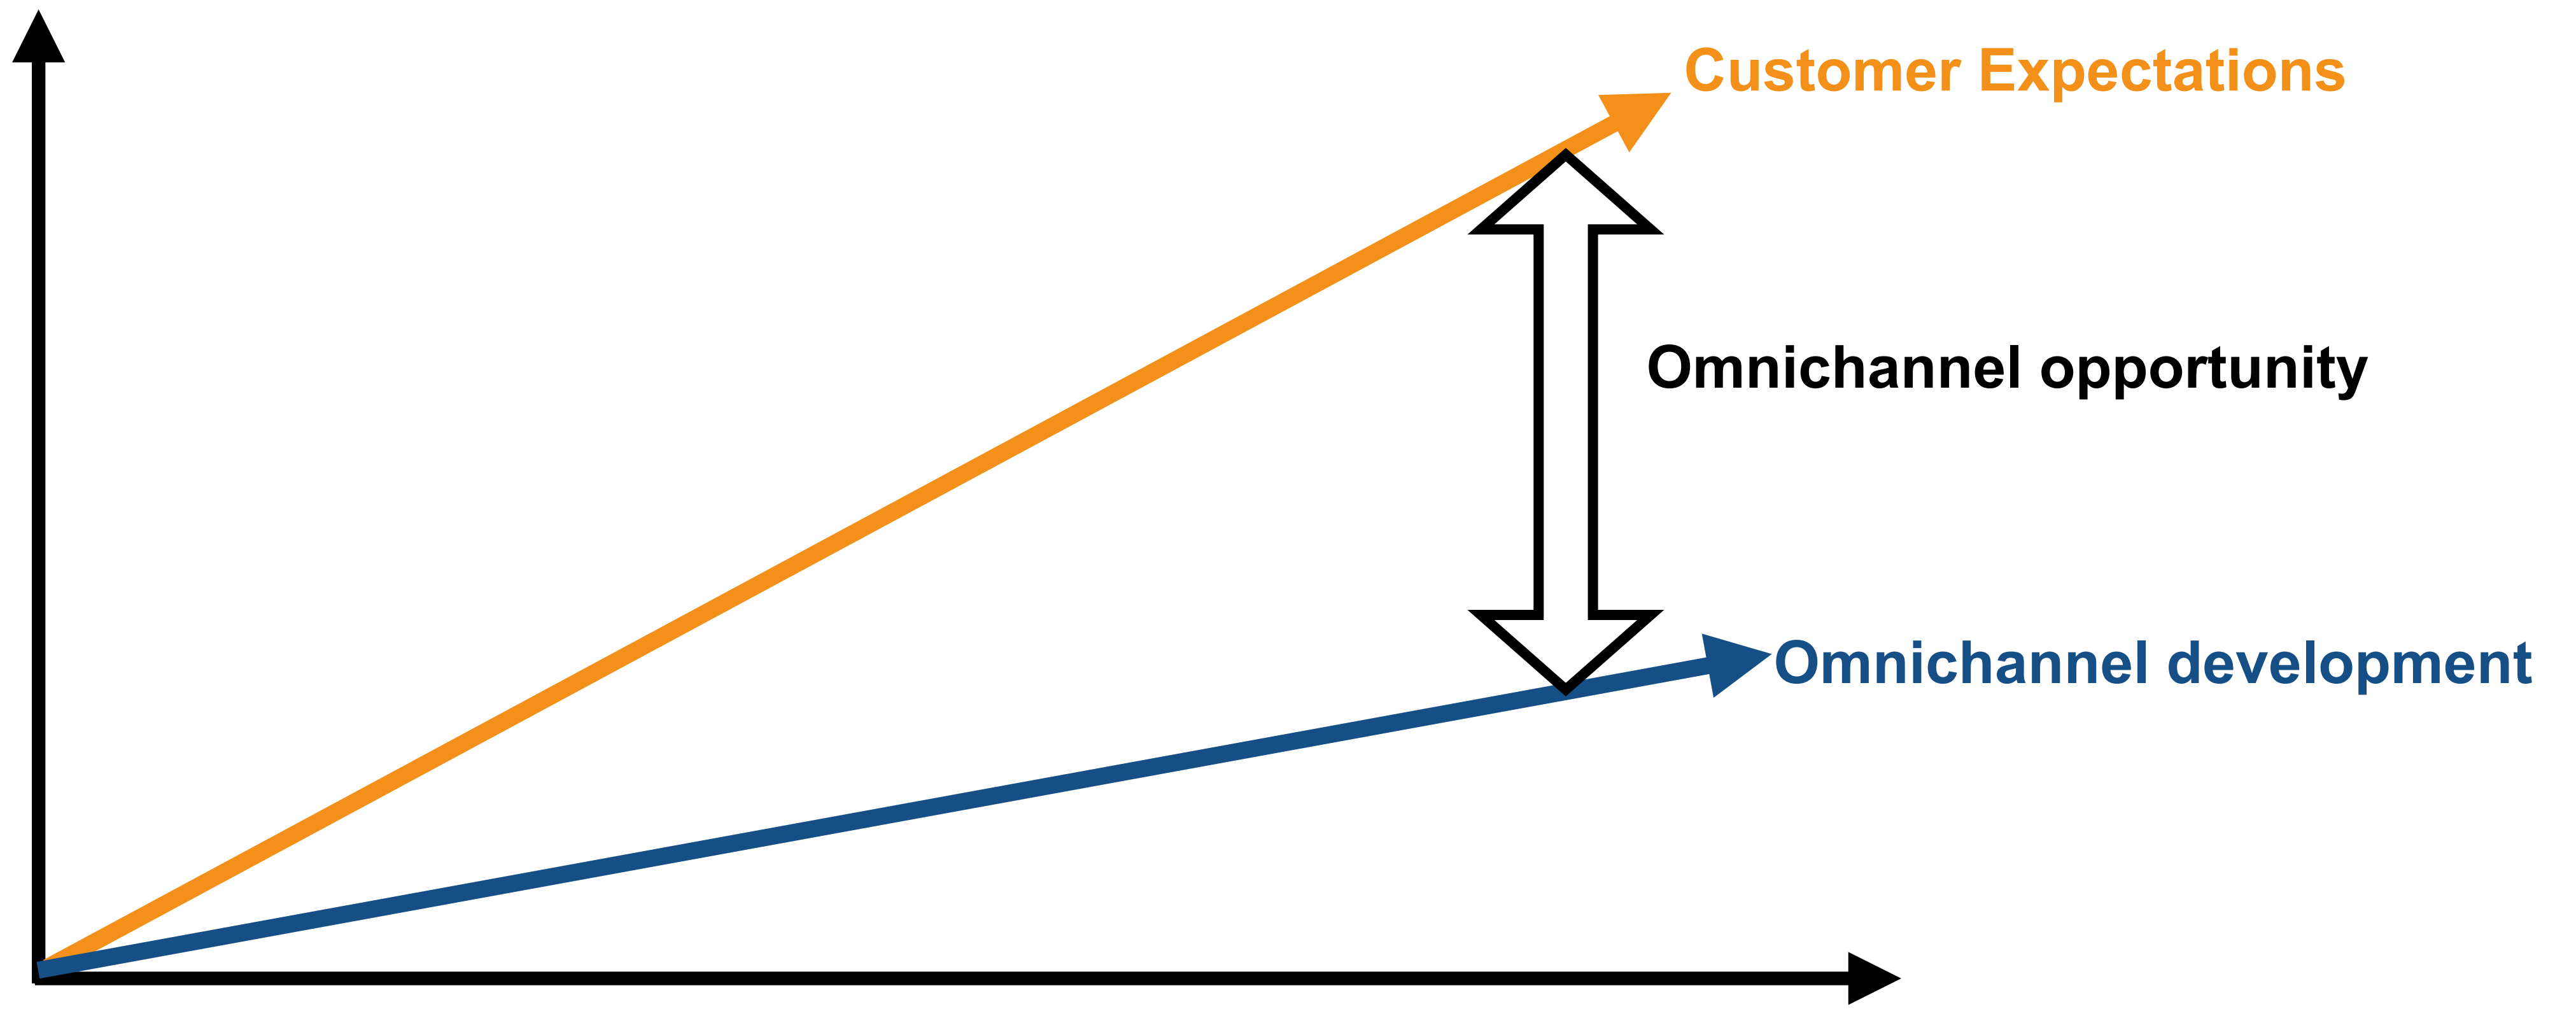 Customer Expectations
Omnichannel opportunity
Omnichannel development